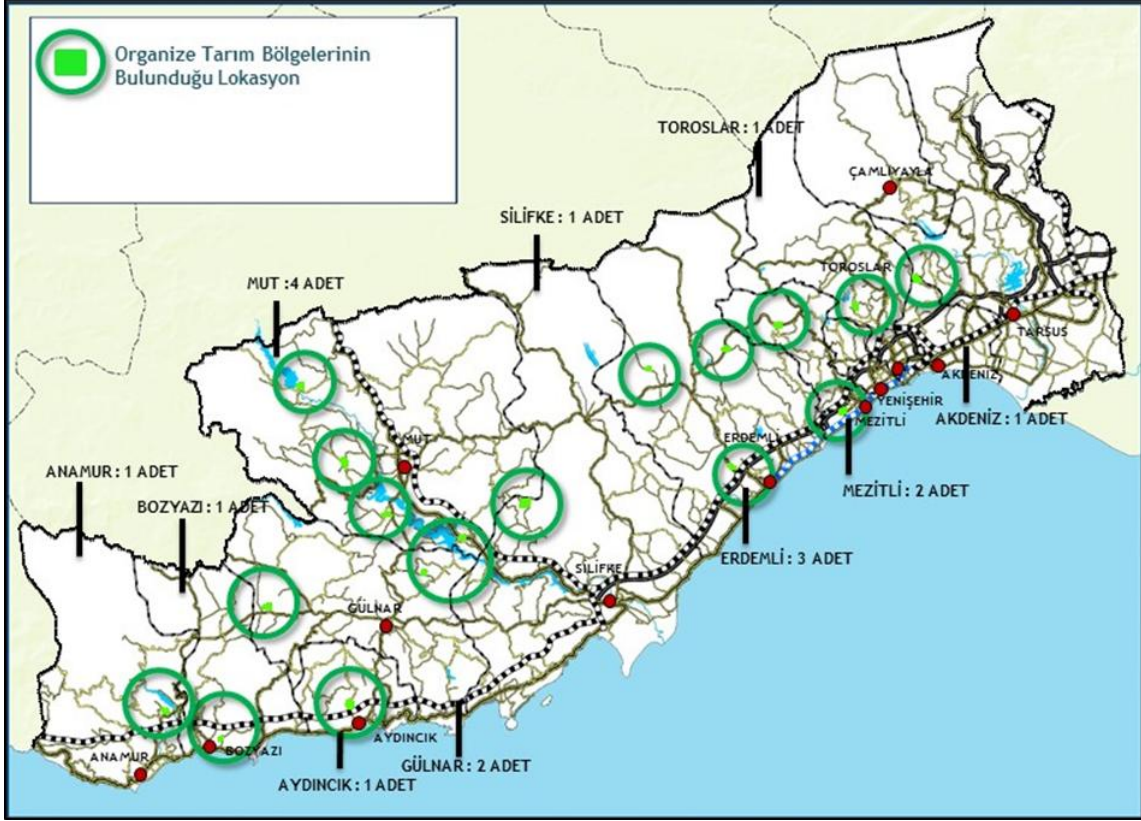 Organize Tarım Bölgelerinin
Bulunduğu Lokasyon
TOROSLAR : 1 ADET
ÇAMLIYAYLA
SİLİFKE : 1 ADET
TOROSLAR
MUT :4 ADET
TARSUS
AKDENİZ
YENİŞEHİR
MEZİTLİ
AKDENİZ : 1 ADET
ERDEMLİ
MUT
ANAMUR : 1 ADET
MEZİTLİ : 2 ADET
BOZYAZI : 1 ADET
ERDEMLİ : 3 ADET
SİLİFKE
GÜLNAR
AYDINCIK
BOZYAZI
ANAMUR
GÜLNAR : 2 ADET
AYDINCIK : 1 ADET